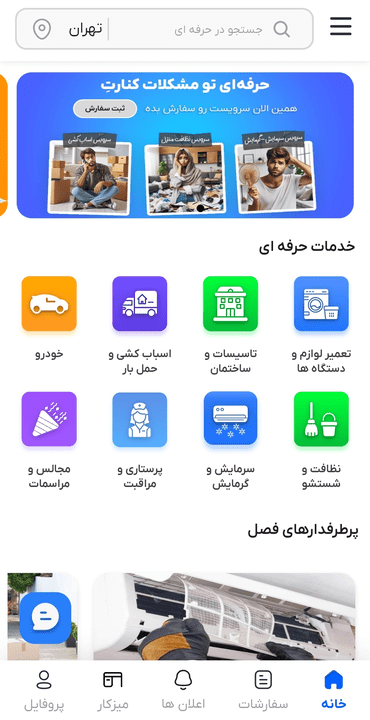 جستجو در حرفه ای
تهران
حرفه‌ای تو مشکلات کنارتِ
همین الان سرویست رو سفارش بده
ثبت سفارش
سرویس سرمایش-گرمایش
سرویس نظافت منزل
سرویس اسباب کشی
خدمات حرفه ای
تعمیر لوازم و
دستگاه ها
تاسیسات و
ساختمان
اسباب کشی و
حمل بار
خودرو
نظافت و
شستشو
سرمایش و
گرمایش
پرستاری و
مراقبت
مجالس و
مراسمات
پرطرفدارهای فصل
خانه
سفارشات
اعلان ها
میزکار
پروفایل